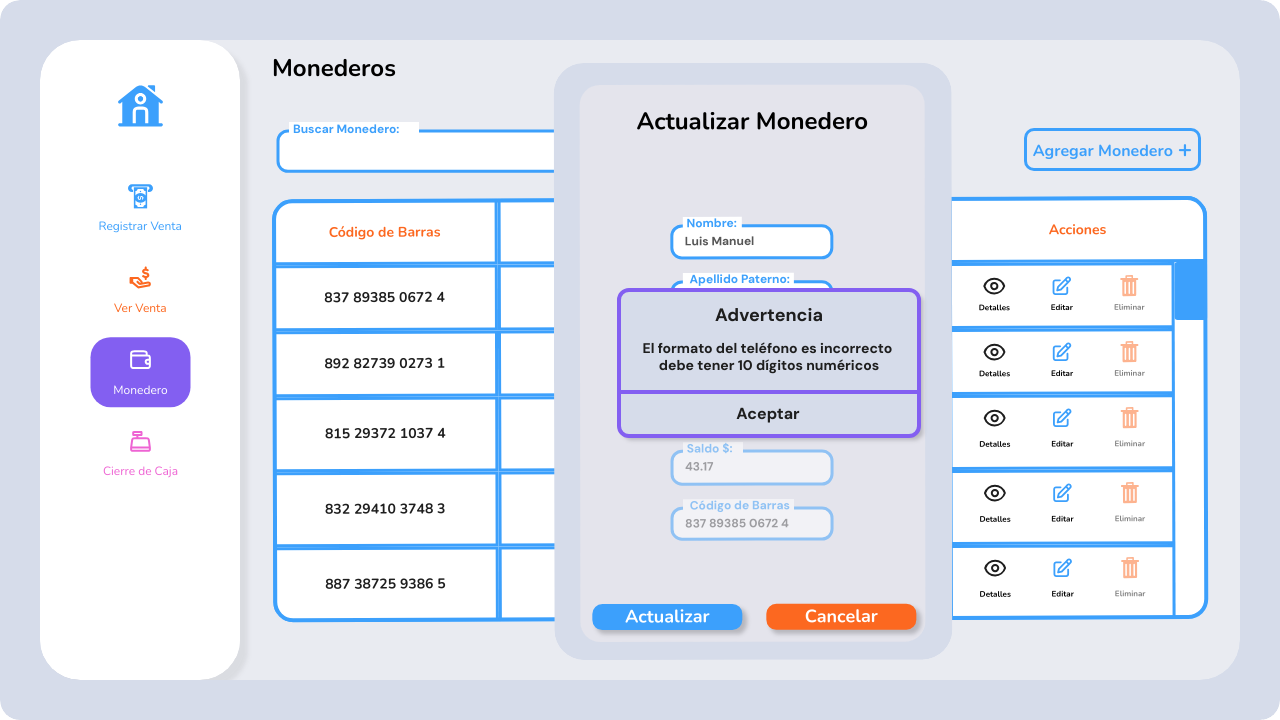 Monederos
Registrar Venta
Ver Venta
Monedero
Cierre de Caja
Buscar Monedero:
Agregar Monedero +
Código de Barras
Acciones
837 89385 0672 4
Detalles
Editar
Eliminar
892 82739 0273 1
Detalles
Editar
Eliminar
815 29372 1037 4
Detalles
Editar
Eliminar
832 29410 3748 3
Detalles
Editar
Eliminar
887 38725 9386 5
Detalles
Editar
Eliminar
Actualizar Monedero
Nombre:
Luis Manuel
Apellido Paterno:
Advertencia
El formato del teléfono es incorrecto
debe tener 10 dígitos numéricos
Aceptar
Saldo $:
43.17
Código de Barras
837 89385 0672 4
Actualizar
Cancelar